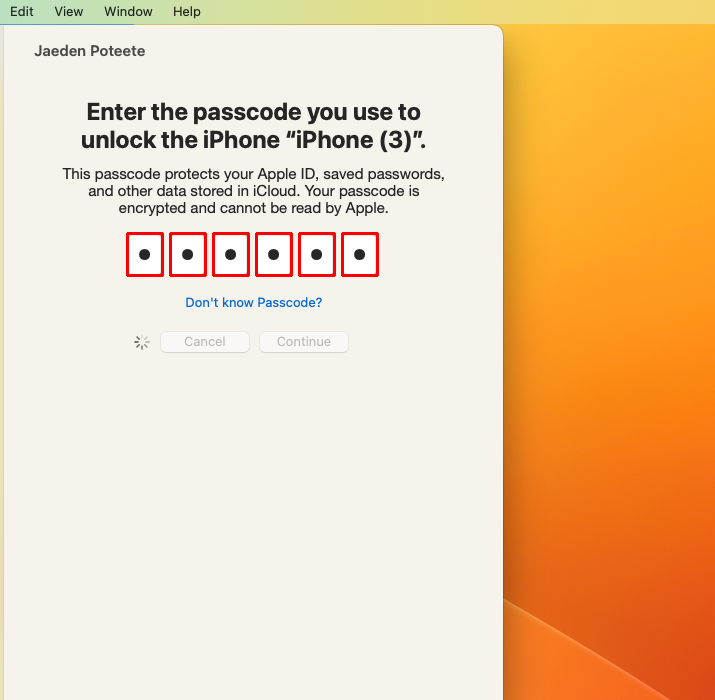 Edit View Window Help
Jaeden Poteete
Enter the passcode you use to
unlock the iPhone “iPhone (3)”.
This passcode protects your Apple ID, saved passwords,
and other data stored in iCloud. Your passcode is
encrypted and cannot be read by Apple.
Don't know Passcode?
Cancel Continue